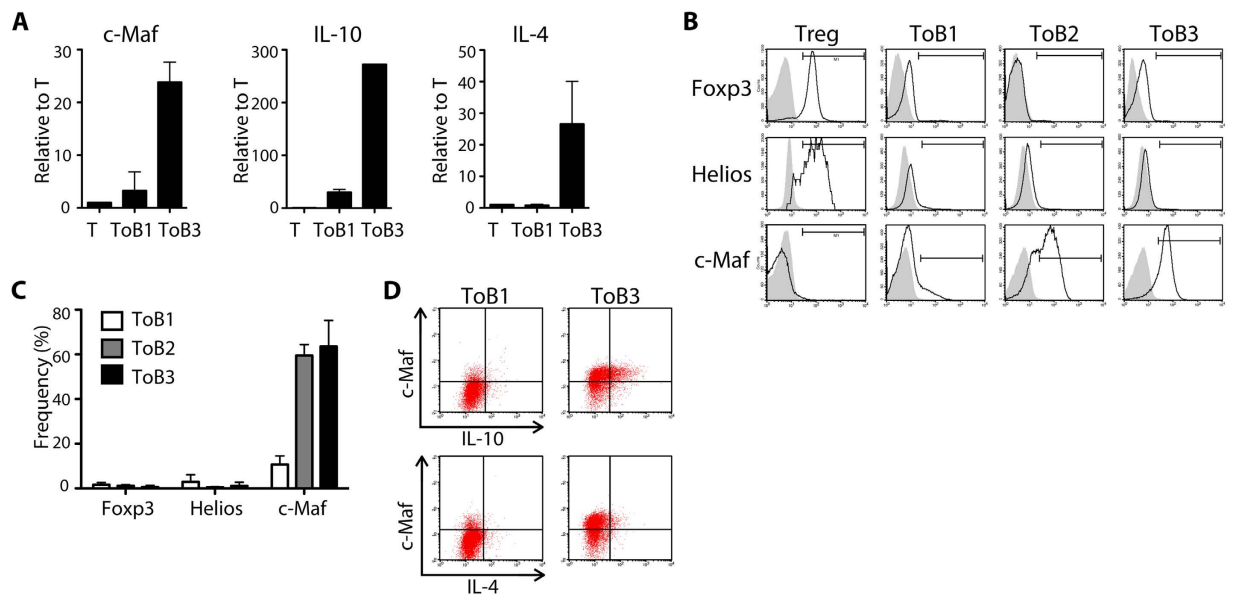 A
c-Maf
IL-10
IL-4
Relative to T
30
20
10
0
T ToB1 ToB3
Relative to T
300
200
100
0
T ToB1 ToB3
Relative to T
50
40
30
20
10
0
T ToB1 ToB3
B
Treg ToB1 ToB2 ToB3
Foxp3
Helios
c-Maf
C
Frequency (%)
80
60
40
20
0
ToB1
ToB2
ToB3
Foxp3 Helios c-Maf
D
ToB1 ToB3
c-Maf
IL-10
c-Maf
IL-4